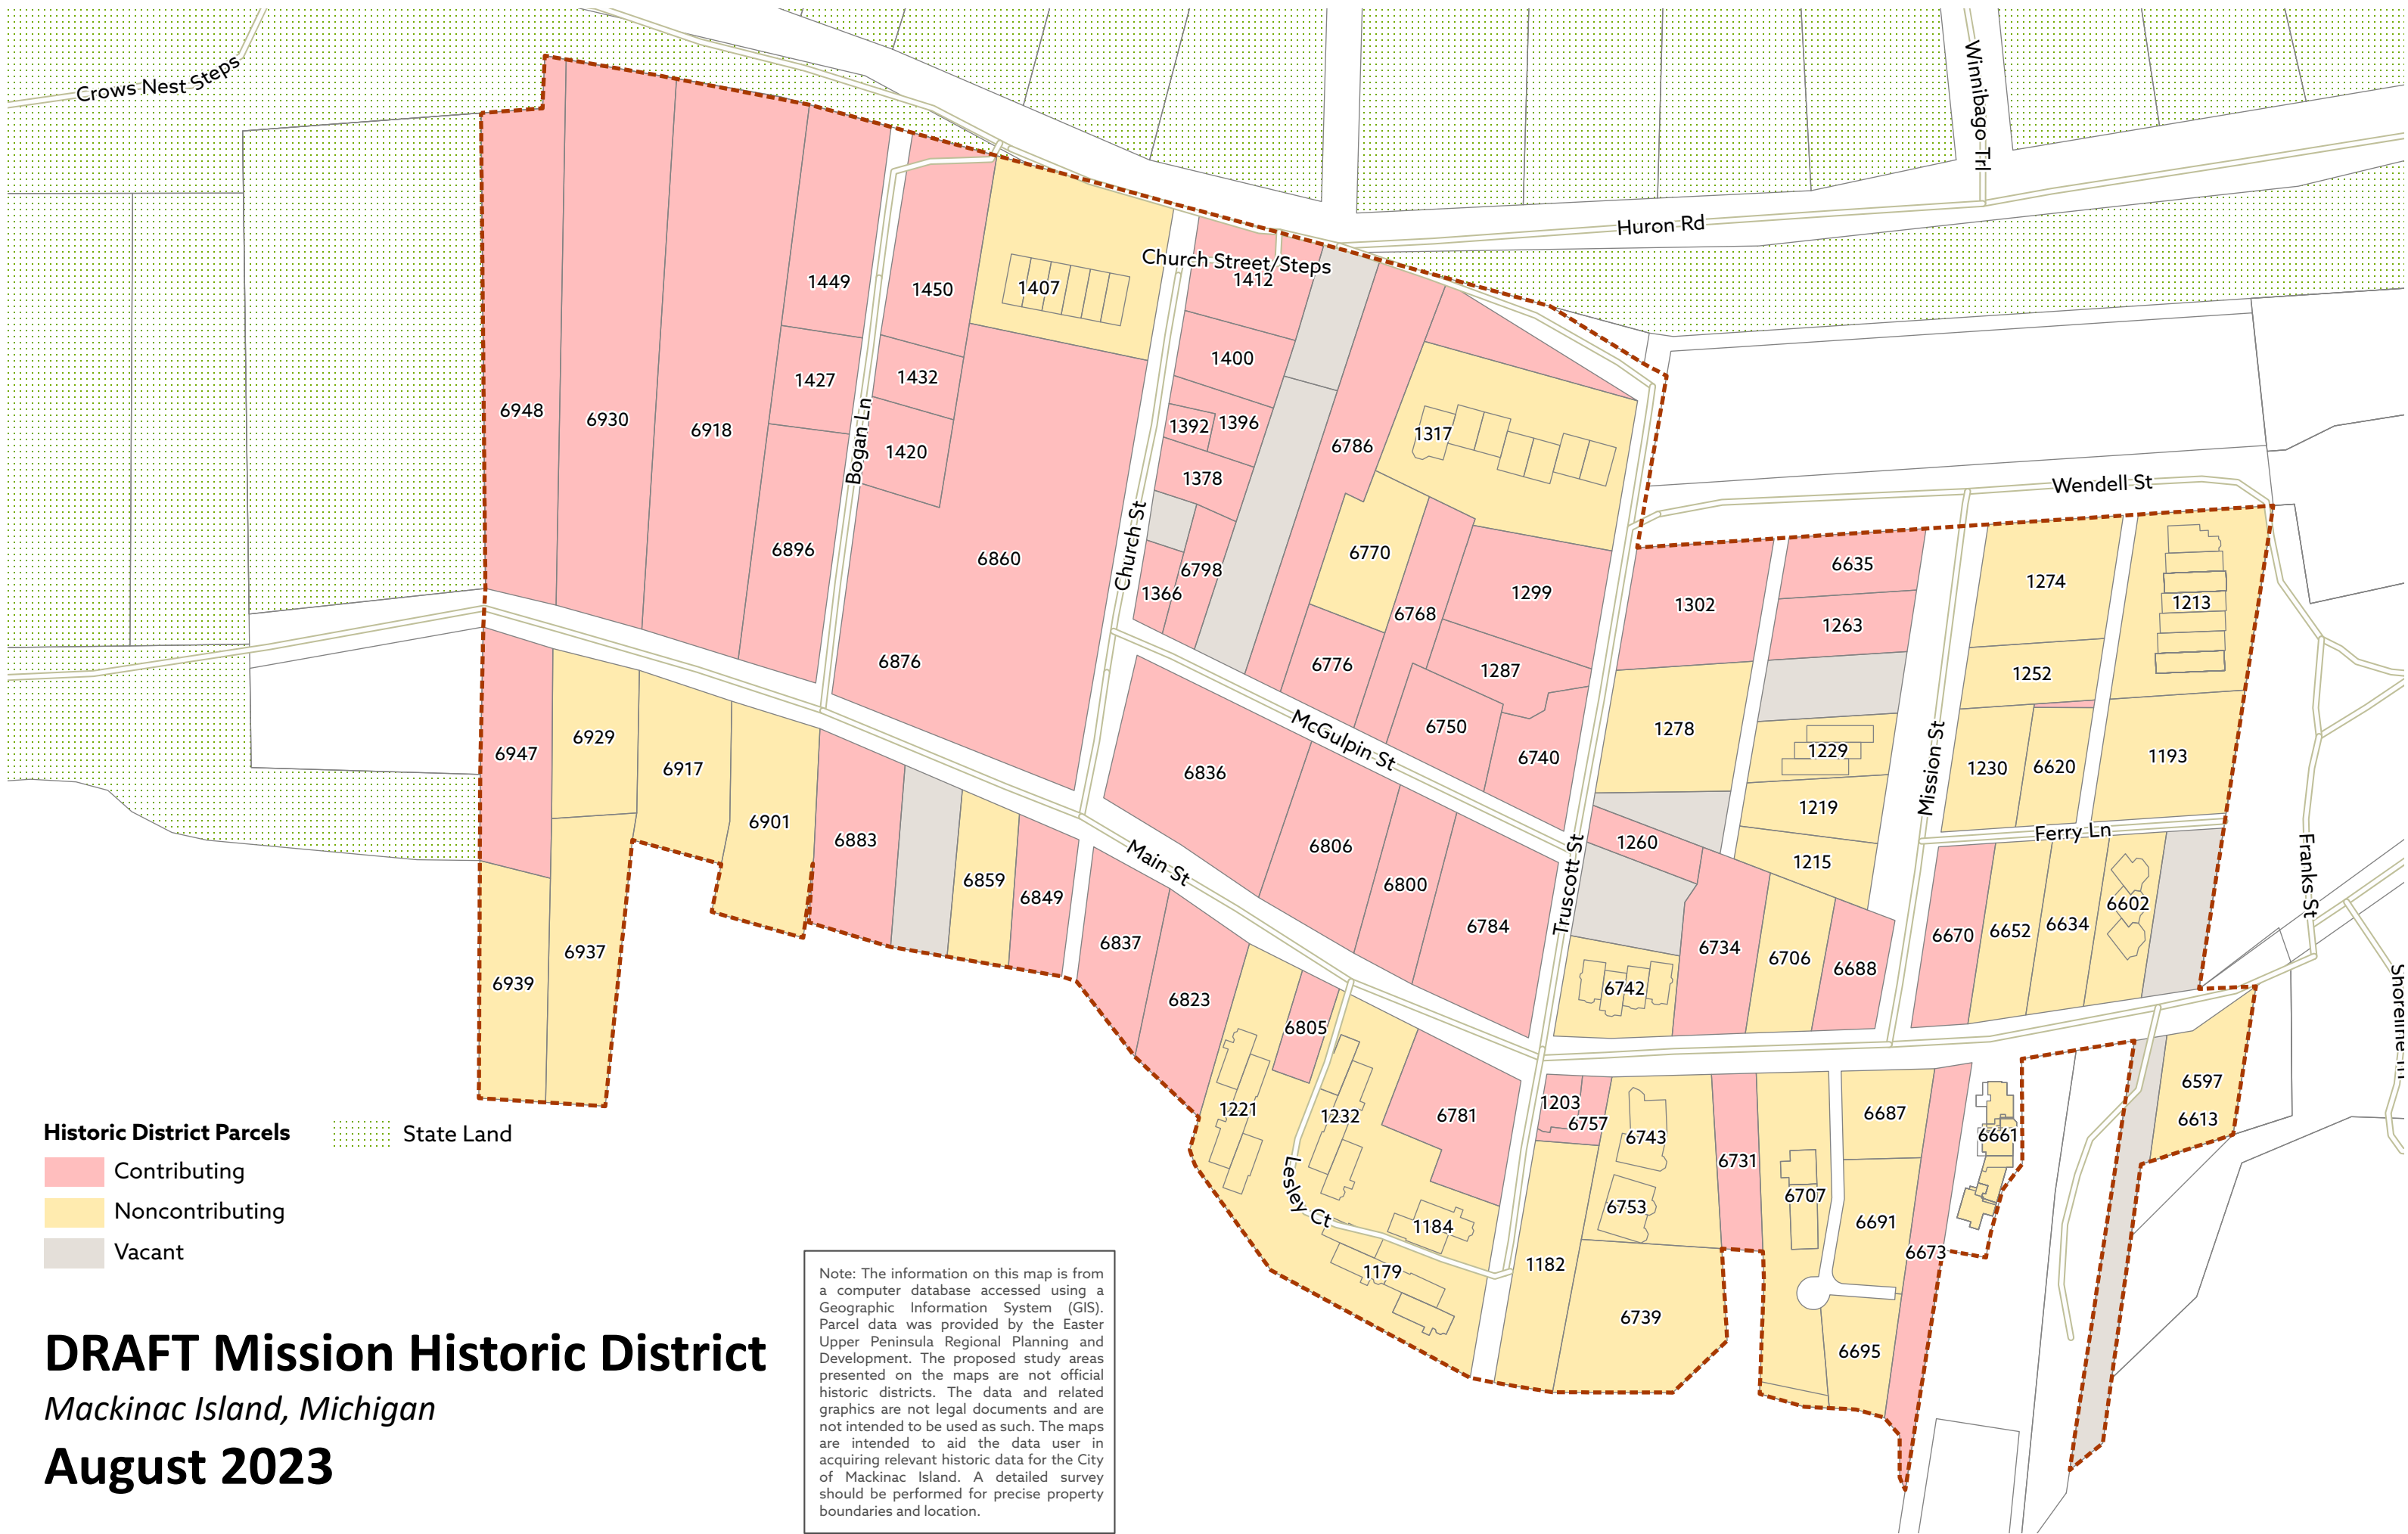 Crows Nest Steps
Winnibago Trl
Huron Rd
Church Street/Steps
1412
1449
1450
1407
1400
1427
1432
1392
1396
6948
6930
6918
1420
1378
6786
1317
Bogan Ln
Wendell St
6896
6860
Church St
6798
1366
6770
6768
1299
1302
6635
1263
1274
1213
6876
6776
1287
1252
6947
6929
6917
6901
6836
McGulpin St
6750
6740
1278
1229
Mission St
1230
6620
1193
6883
6859
6849
Main St
6806
6800
6784
Truscott St
1260
1219
1215
Ferry Ln
Franks St
6939
6937
6837
6823
6805
6742
6734
6706
6688
6670
6652
6634
6602
1221
1232
6781
1203
6757
6743
6731
6687
6661
6597
6613
Lesley Ct
1184
1179
1182
6753
6739
6707
6691
6673
6695
Historic District Parcels
State Land
Contributing
Noncontributing
Vacant
DRAFT Mission Historic District
Mackinac Island, Michigan
August 2023
Note: The information on this map is from
a computer database accessed using a
Geographic Information System (GIS).
Parcel data was provided by the Easter
Upper Peninsula Regional Planning and
Development. The proposed study areas
presented on the maps are not official
historic districts. The data and related
graphics are not legal documents and are
not intended to be used as such. The maps
are intended to aid the data user in
acquiring relevant historic data for the City
of Mackinac Island. A detailed survey
should be performed for precise property
boundaries and location.